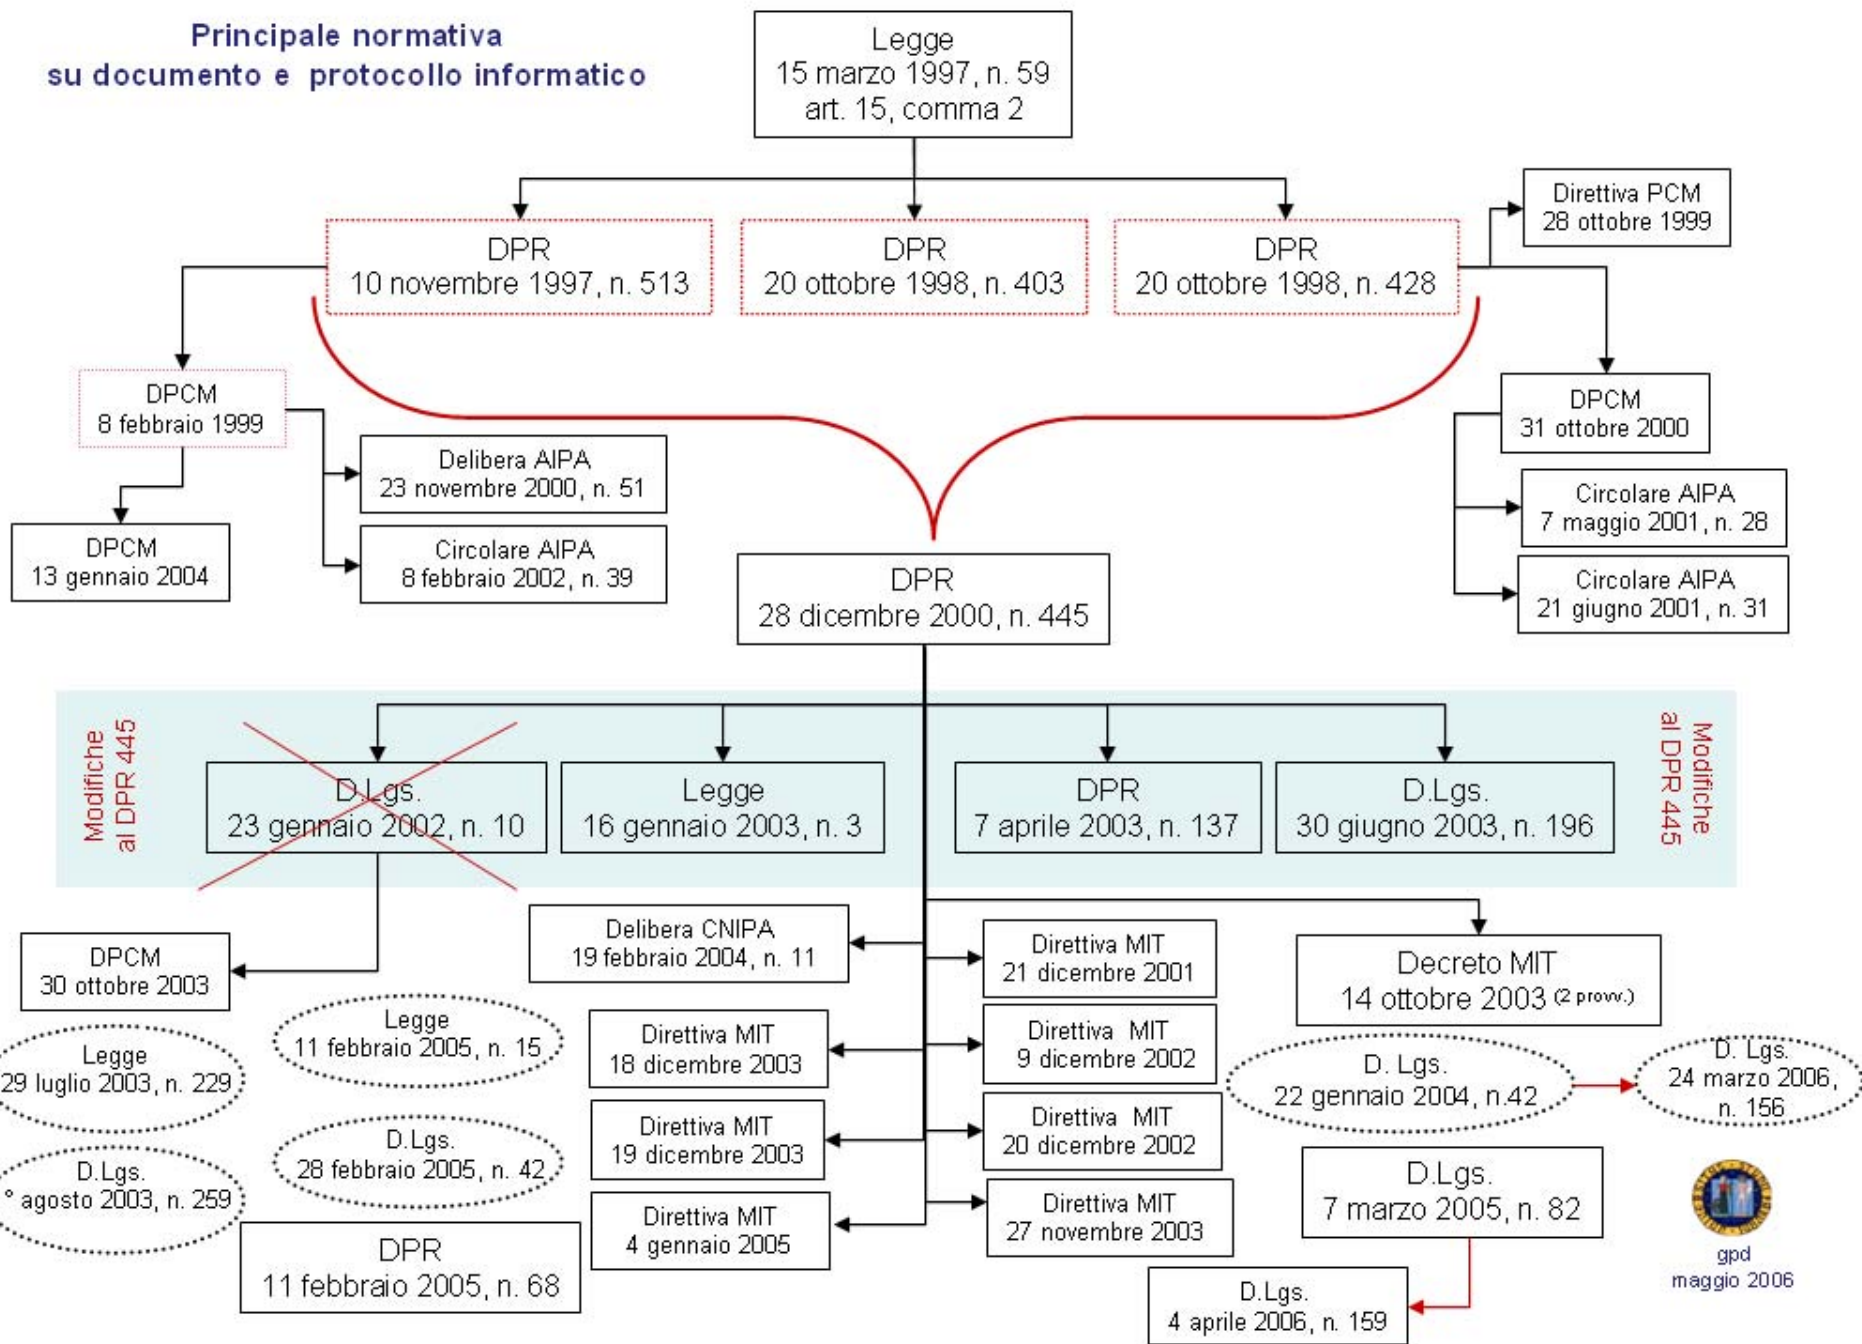 Principale normativa
su documento e protocollo informatico
Legge
15 marzo 1997, n. 59
art. 15, comma 2
Direttiva PCM
28 ottobre 1999
DPR
10 novembre 1997, n. 513
DPR
20 ottobre 1998, n. 403
DPR
20 ottobre 1998, n. 428
DPCM
8 febbraio 1999
DPCM
31 ottobre 2000
Delibera AIPA
23 novembre 2000, n. 51
Circolare AIPA
7 maggio 2001, n. 28
DPCM
13 gennaio 2004
Circolare AIPA
8 febbraio 2002, n. 39
Circolare AIPA
21 giugno 2001, n. 31
DPR
28 dicembre 2000, n. 445
Modifiche
al DPR 445
D.Lgs.
23 gennaio 2002, n. 10
Legge
16 gennaio 2003, n. 3
DPR
7 aprile 2003, n. 137
D.Lgs.
30 giugno 2003, n. 196
Modifiche
al DPR 445
DPCM
30 ottobre 2003
Delibera CNIPA
19 febbraio 2004, n. 11
Direttiva MIT
21 dicembre 2001
Decreto MIT
14 ottobre 2003 (2 provv.)
Legge
11 febbraio 2005, n. 15
Direttiva MIT
18 dicembre 2003
Direttiva MIT
9 dicembre 2002
Legge
29 luglio 2003, n. 229
D. Lgs.
22 gennaio 2004, n.42
D. Lgs.
24 marzo 2006,
n. 156
D.Lgs.
28 febbraio 2005, n. 42
Direttiva MIT
19 dicembre 2003
Direttiva MIT
20 dicembre 2002
D.Lgs.
° agosto 2003, n. 259
D.Lgs.
7 marzo 2005, n. 82
Direttiva MIT
4 gennaio 2005
Direttiva MIT
27 novembre 2003
DPR
11 febbraio 2005, n. 68
gpd
maggio 2006
D.Lgs.
4 aprile 2006, n. 159